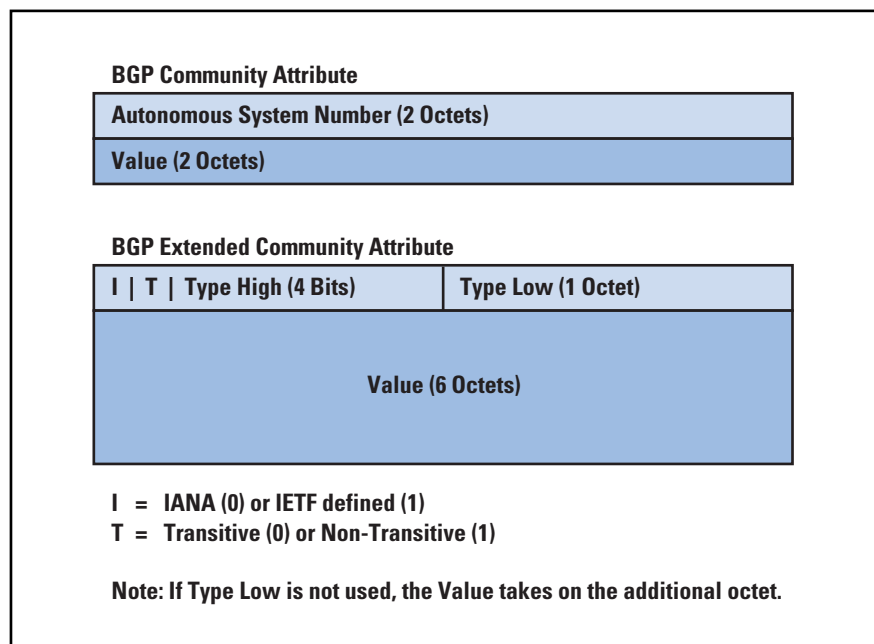 BGP Community Attribute
Autonomous System Number (2 Octets)
Value (2 Octets)
BGP Extended Community Attribute
I | T | Type High (4 Bits)
Type Low (1 Octet)
Value (6 Octets)
I = IANA (0) or IETF defined (1)
T = Transitive (0) or Non-Transitive (1)
Note: If Type Low is not used, the Value takes on the additional octet.